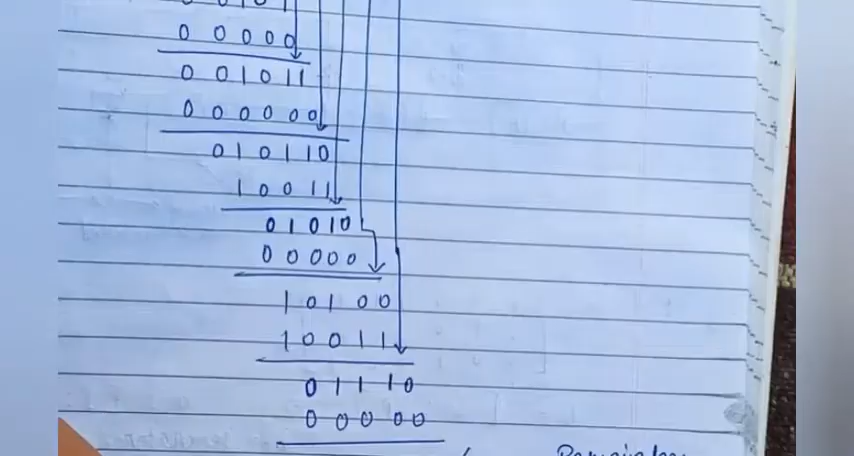 0 0 0 0 0
0 0 1 0 1 1
0 0 0 0 0 0
0 1 0 1 1 0
1 0 0 1 1
0 1 0 1 0
0 0 0 0 0
1 0 1 0 0
1 0 0 1 1
0 1 1 1 0
0 0 0 0 0